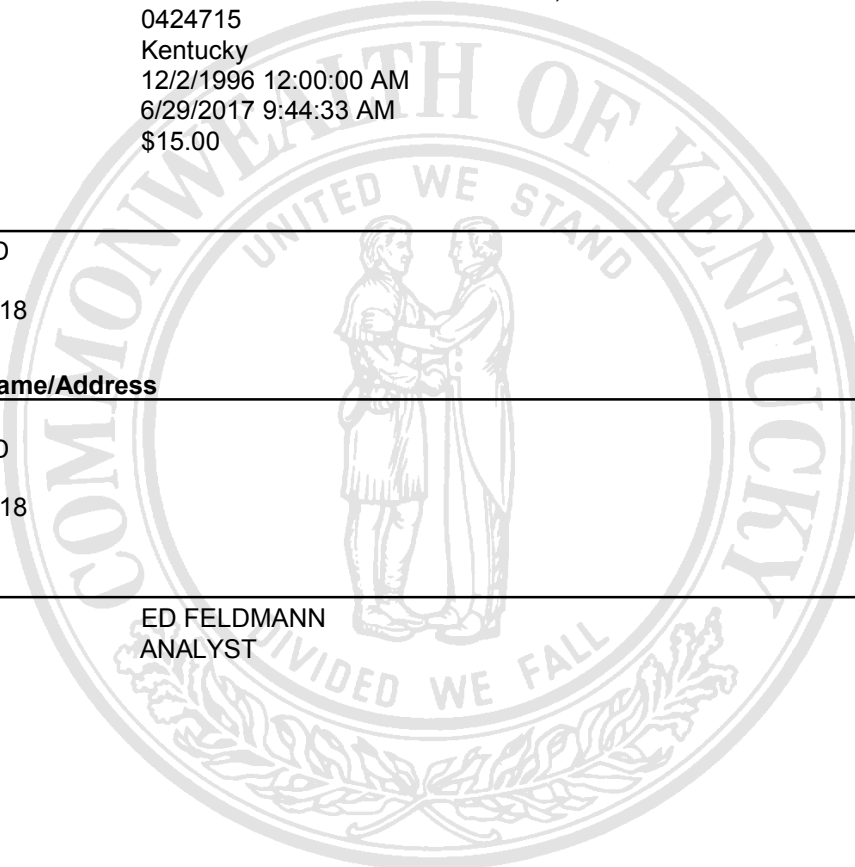 0424715
Kentucky
12/2/1996 12:00:00 AM
6/29/2017 9:44:33 AM
$15.00
COMMONWEALTH OF KENTUCKY
UNITED WE STAND
18
ame/Address
18
ED FELDMANN
ANALYST
DIVIDED WE FALL